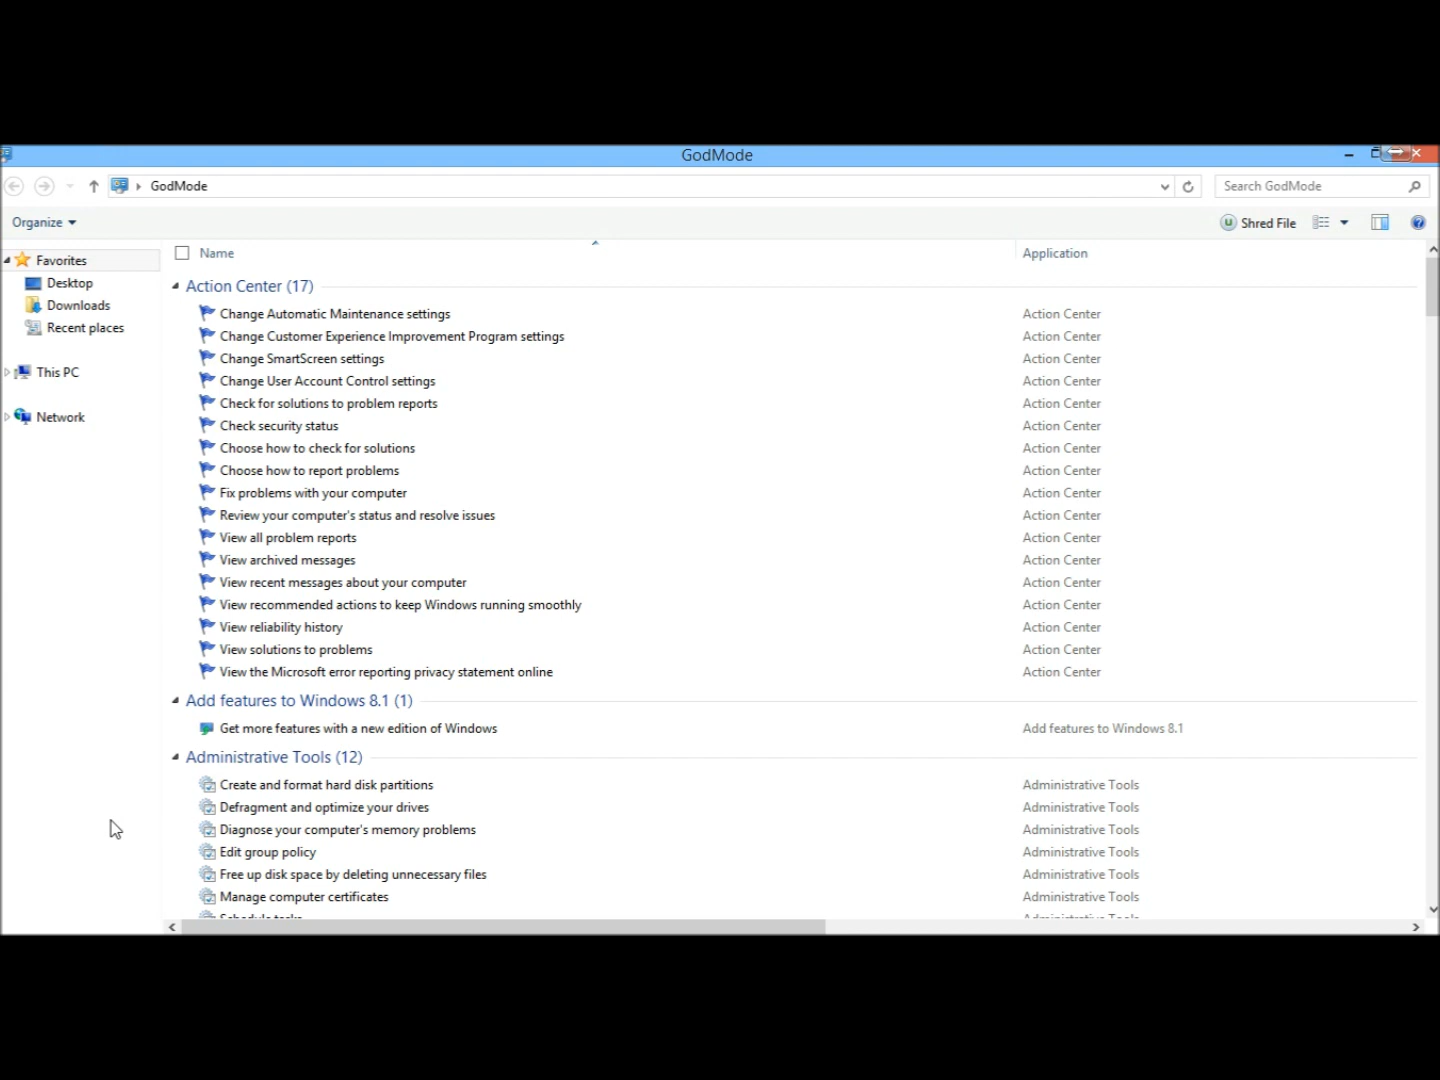 GodMode
GodMode
Search GodMode
Organize
Shred File
Name
Application
Favorites
Desktop
Downloads
Recent places
This PC
Network
Action Center (17)
Change Automatic Maintenance settings Action Center
Change Customer Experience Improvement Program settings Action Center
Change SmartScreen settings Action Center
Change User Account Control settings Action Center
Check for solutions to problem reports Action Center
Check security status Action Center
Choose how to check for solutions Action Center
Choose how to report problems Action Center
Fix problems with your computer Action Center
Review your computer's status and resolve issues Action Center
View all problem reports Action Center
View archived messages Action Center
View recent messages about your computer Action Center
View recommended actions to keep Windows running smoothly Action Center
View reliability history Action Center
View solutions to problems Action Center
View the Microsoft error reporting privacy statement online Action Center
Add features to Windows 8.1 (1)
Get more features with a new edition of Windows Add features to Windows 8.1
Administrative Tools (12)
Create and format hard disk partitions Administrative Tools
Defragment and optimize your drives Administrative Tools
Diagnose your computer's memory problems Administrative Tools
Edit group policy Administrative Tools
Free up disk space by deleting unnecessary files Administrative Tools
Manage computer certificates Administrative Tools
Schedule tasks Administrative Tools